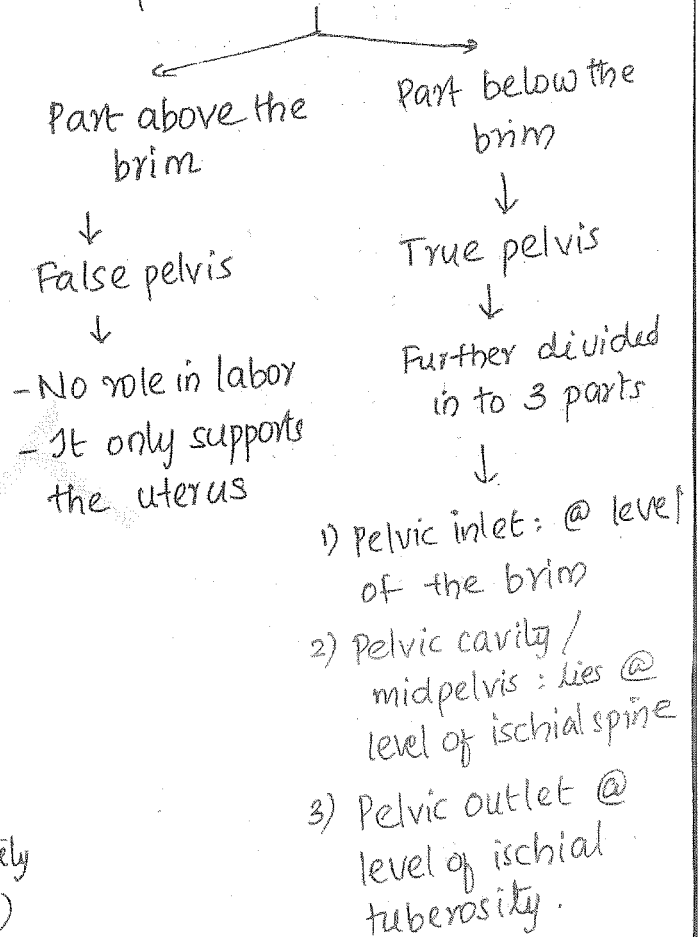 Part above the
brim
↓
False pelvis
↓
- No role in labor
- It only supports
the uterus
Part below the
brim
↓
True pelvis
↓
Further divided
in to 3 parts
↓
1) Pelvic inlet: @ level
of the brim
2) Pelvic cavity /
midpelvis : lies @
level of ischial spine
3) Pelvic outlet @
level of ischial
tuberosity.
ely
)